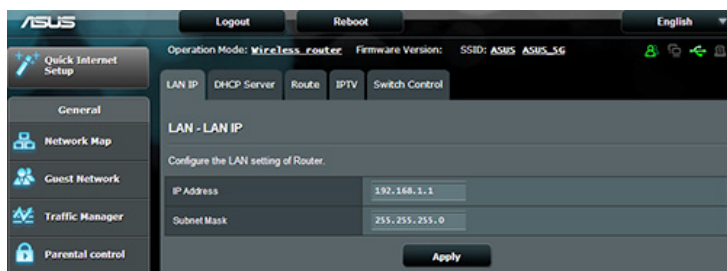 ASUS
Logout Reboot English
Quick Internet Setup
Operation Mode: Wireless router Firmware Version: SSID: ASUS ASUS_5G
LAN IP DHCP Server Route IPTV Switch Control
General
LAN - LAN IP
Network Map
Configure the LAN setting of Router.
Guest Network
IP Address 192.168.1.1
Traffic Manager
Subnet Mask 255.255.255.0
Parental control
Apply